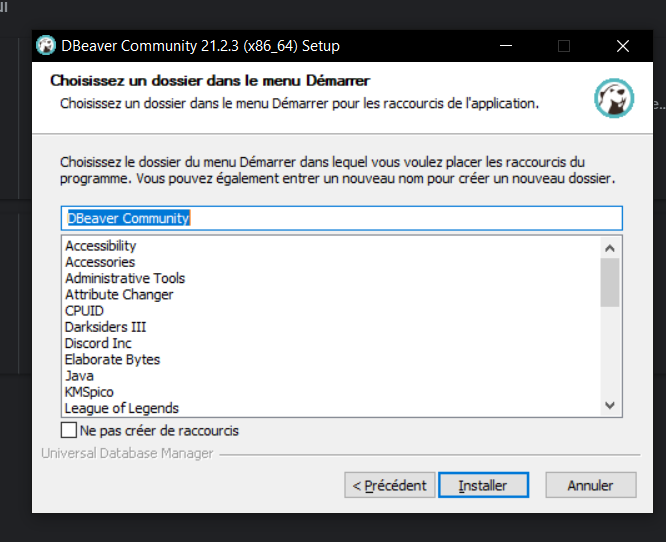 DBeaver Community 21.2.3 (x86_64) Setup
Choisissez un dossier dans le menu Démarrer
Choisissez un dossier dans le menu Démarrer pour les raccourcis de l'application.
Choisissez le dossier du menu Démarrer dans lequel vous voulez placer les raccourcis du
programme. Vous pouvez également entrer un nouveau nom pour créer un nouveau dossier.
DBeaver Community
Accessibility
Accessories
Administrative Tools
Attribute Changer
CPUID
Darksiders III
Discord Inc
Elaborate Bytes
Java
KMSpico
League of Legends
Ne pas créer de raccourcis
Universal Database Manager
< Précédent
Installer
Annuler